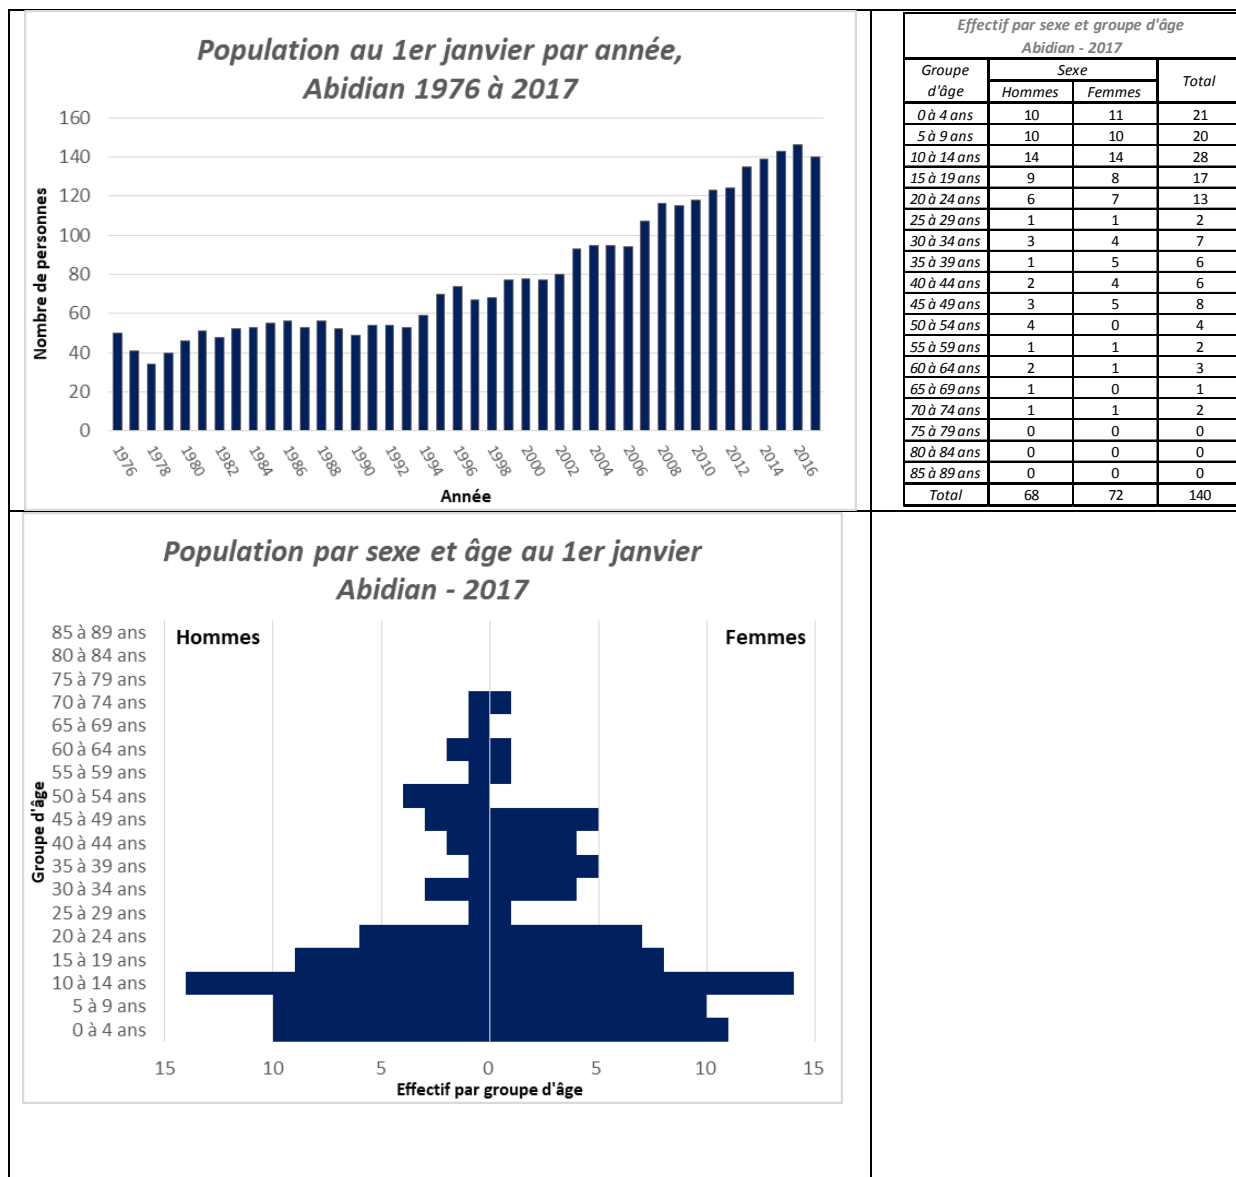 Population au 1er janvier par année,
Abidian 1976 à 2017
160
140
120
100
80
60
40
20
0
Nombre de personnes
1976 1978 1980 1982 1984 1986 1988 1990 1992 1994 1996 1998 2000 2002 2004 2006 2008 2010 2012 2014 2016
Année
Effectif par sexe et groupe d'âge
Abidian - 2017
Groupe d'âge Sexe Total
Hommes Femmes
0 à 4 ans 10 11 21
5 à 9 ans 10 10 20
10 à 14 ans 14 14 28
15 à 19 ans 9 8 17
20 à 24 ans 6 7 13
25 à 29 ans 1 1 2
30 à 34 ans 3 4 7
35 à 39 ans 1 5 6
40 à 44 ans 2 4 6
45 à 49 ans 3 5 8
50 à 54 ans 4 0 4
55 à 59 ans 1 1 2
60 à 64 ans 2 1 3
65 à 69 ans 1 0 1
70 à 74 ans 1 1 2
75 à 79 ans 0 0 0
80 à 84 ans 0 0 0
85 à 89 ans 0 0 0
Total 68 72 140
Population par sexe et âge au 1er janvier
Abidian - 2017
Hommes Femmes
85 à 89 ans
80 à 84 ans
75 à 79 ans
70 à 74 ans
65 à 69 ans
60 à 64 ans
55 à 59 ans
50 à 54 ans
45 à 49 ans
40 à 44 ans
35 à 39 ans
30 à 34 ans
25 à 29 ans
20 à 24 ans
15 à 19 ans
10 à 14 ans
5 à 9 ans
0 à 4 ans
Groupe d'âge
15 10 5 0 5 10 15
Effectif par groupe d'âge